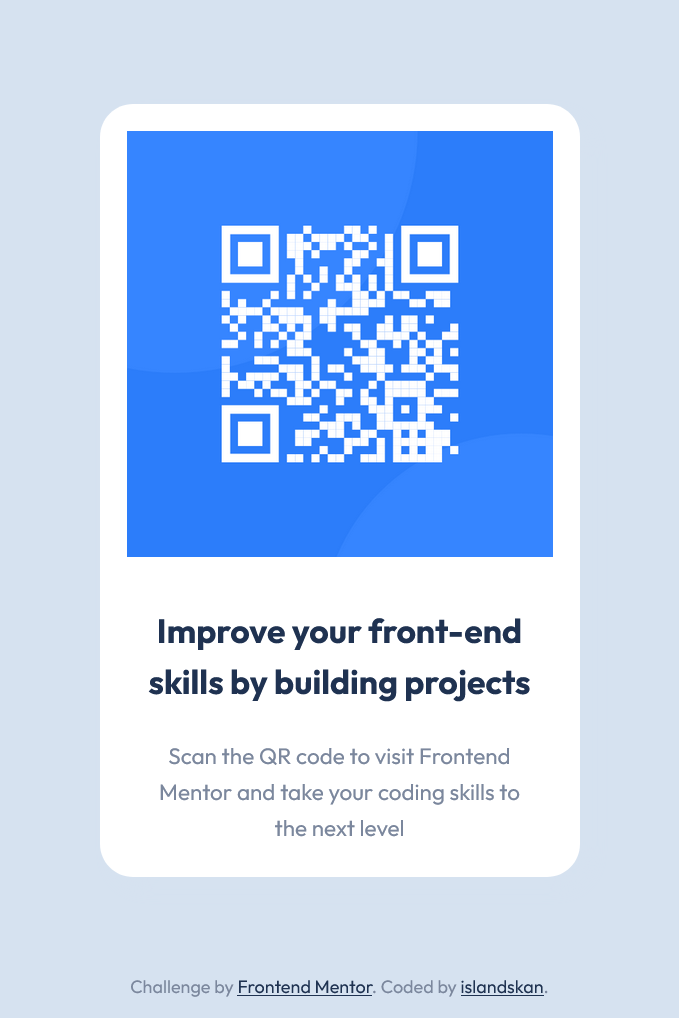 Improve your front-end
skills by building projects
Scan the QR code to visit Frontend
Mentor and take your coding skills to
the next level
Challenge by Frontend Mentor. Coded by islandskan.